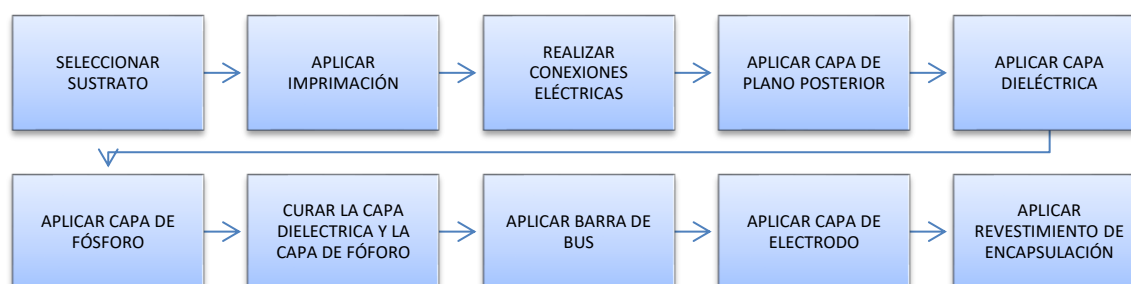 SELECCIONAR
SUSTRATO
APLICAR
IMPRIMACIÓN
REALIZAR
CONEXIONES
ELÉCTRICAS
APLICAR CAPA DE
PLANO POSTERIOR
APLICAR CAPA
DIELÉCTRICA
APLICAR CAPA DE
FÓSFORO
CURAR LA CAPA
DIELECTRICA Y LA
CAPA DE FÓFORO
APLICAR BARRA DE
BUS
APLICAR CAPA DE
ELECTRODO
APLICAR
REVESTIMIENTO DE
ENCAPSULACIÓN